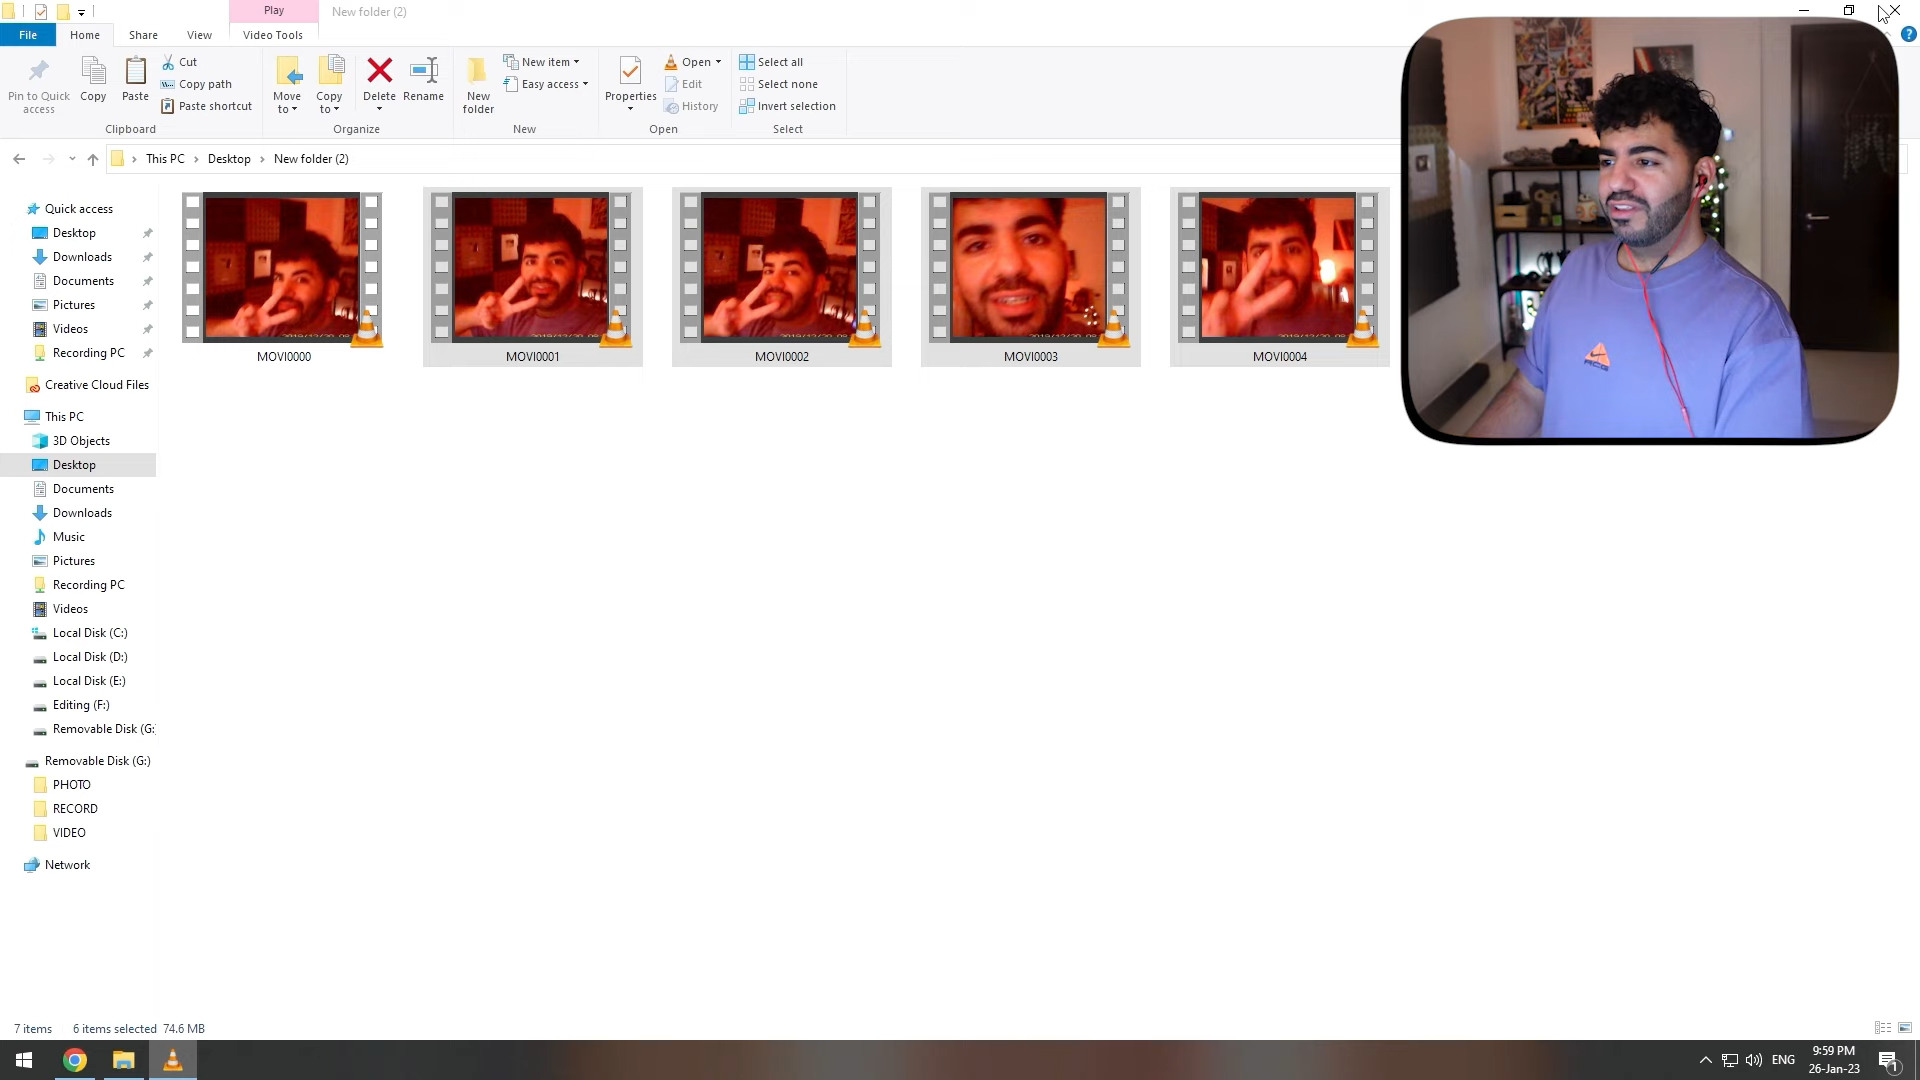 Play
New folder (2)
File
Home
Share
View
Video Tools
Pin to Quick access
Copy
Paste
Cut
Copy path
Paste shortcut
Clipboard
Move to
Copy to
Delete
Rename
Organize
New folder
New item
Easy access
New
Properties
Open
Edit
History
Open
Select all
Select none
Invert selection
Select
This PC
Desktop
New folder (2)
Quick access
Desktop
Downloads
Documents
Pictures
Videos
Recording PC
Creative Cloud Files
This PC
3D Objects
Desktop
Documents
Downloads
Music
Pictures
Recording PC
Videos
Local Disk (C:)
Local Disk (D:)
Local Disk (E:)
Editing (F:)
Removable Disk (G:
Removable Disk (G:)
PHOTO
RECORD
VIDEO
Network
MOVI0000
MOVI0001
MOVI0002
MOVI0003
MOVI0004
7 items
6 items selected 74.6 MB
ENG
9:59 PM
26-Jan-23
1